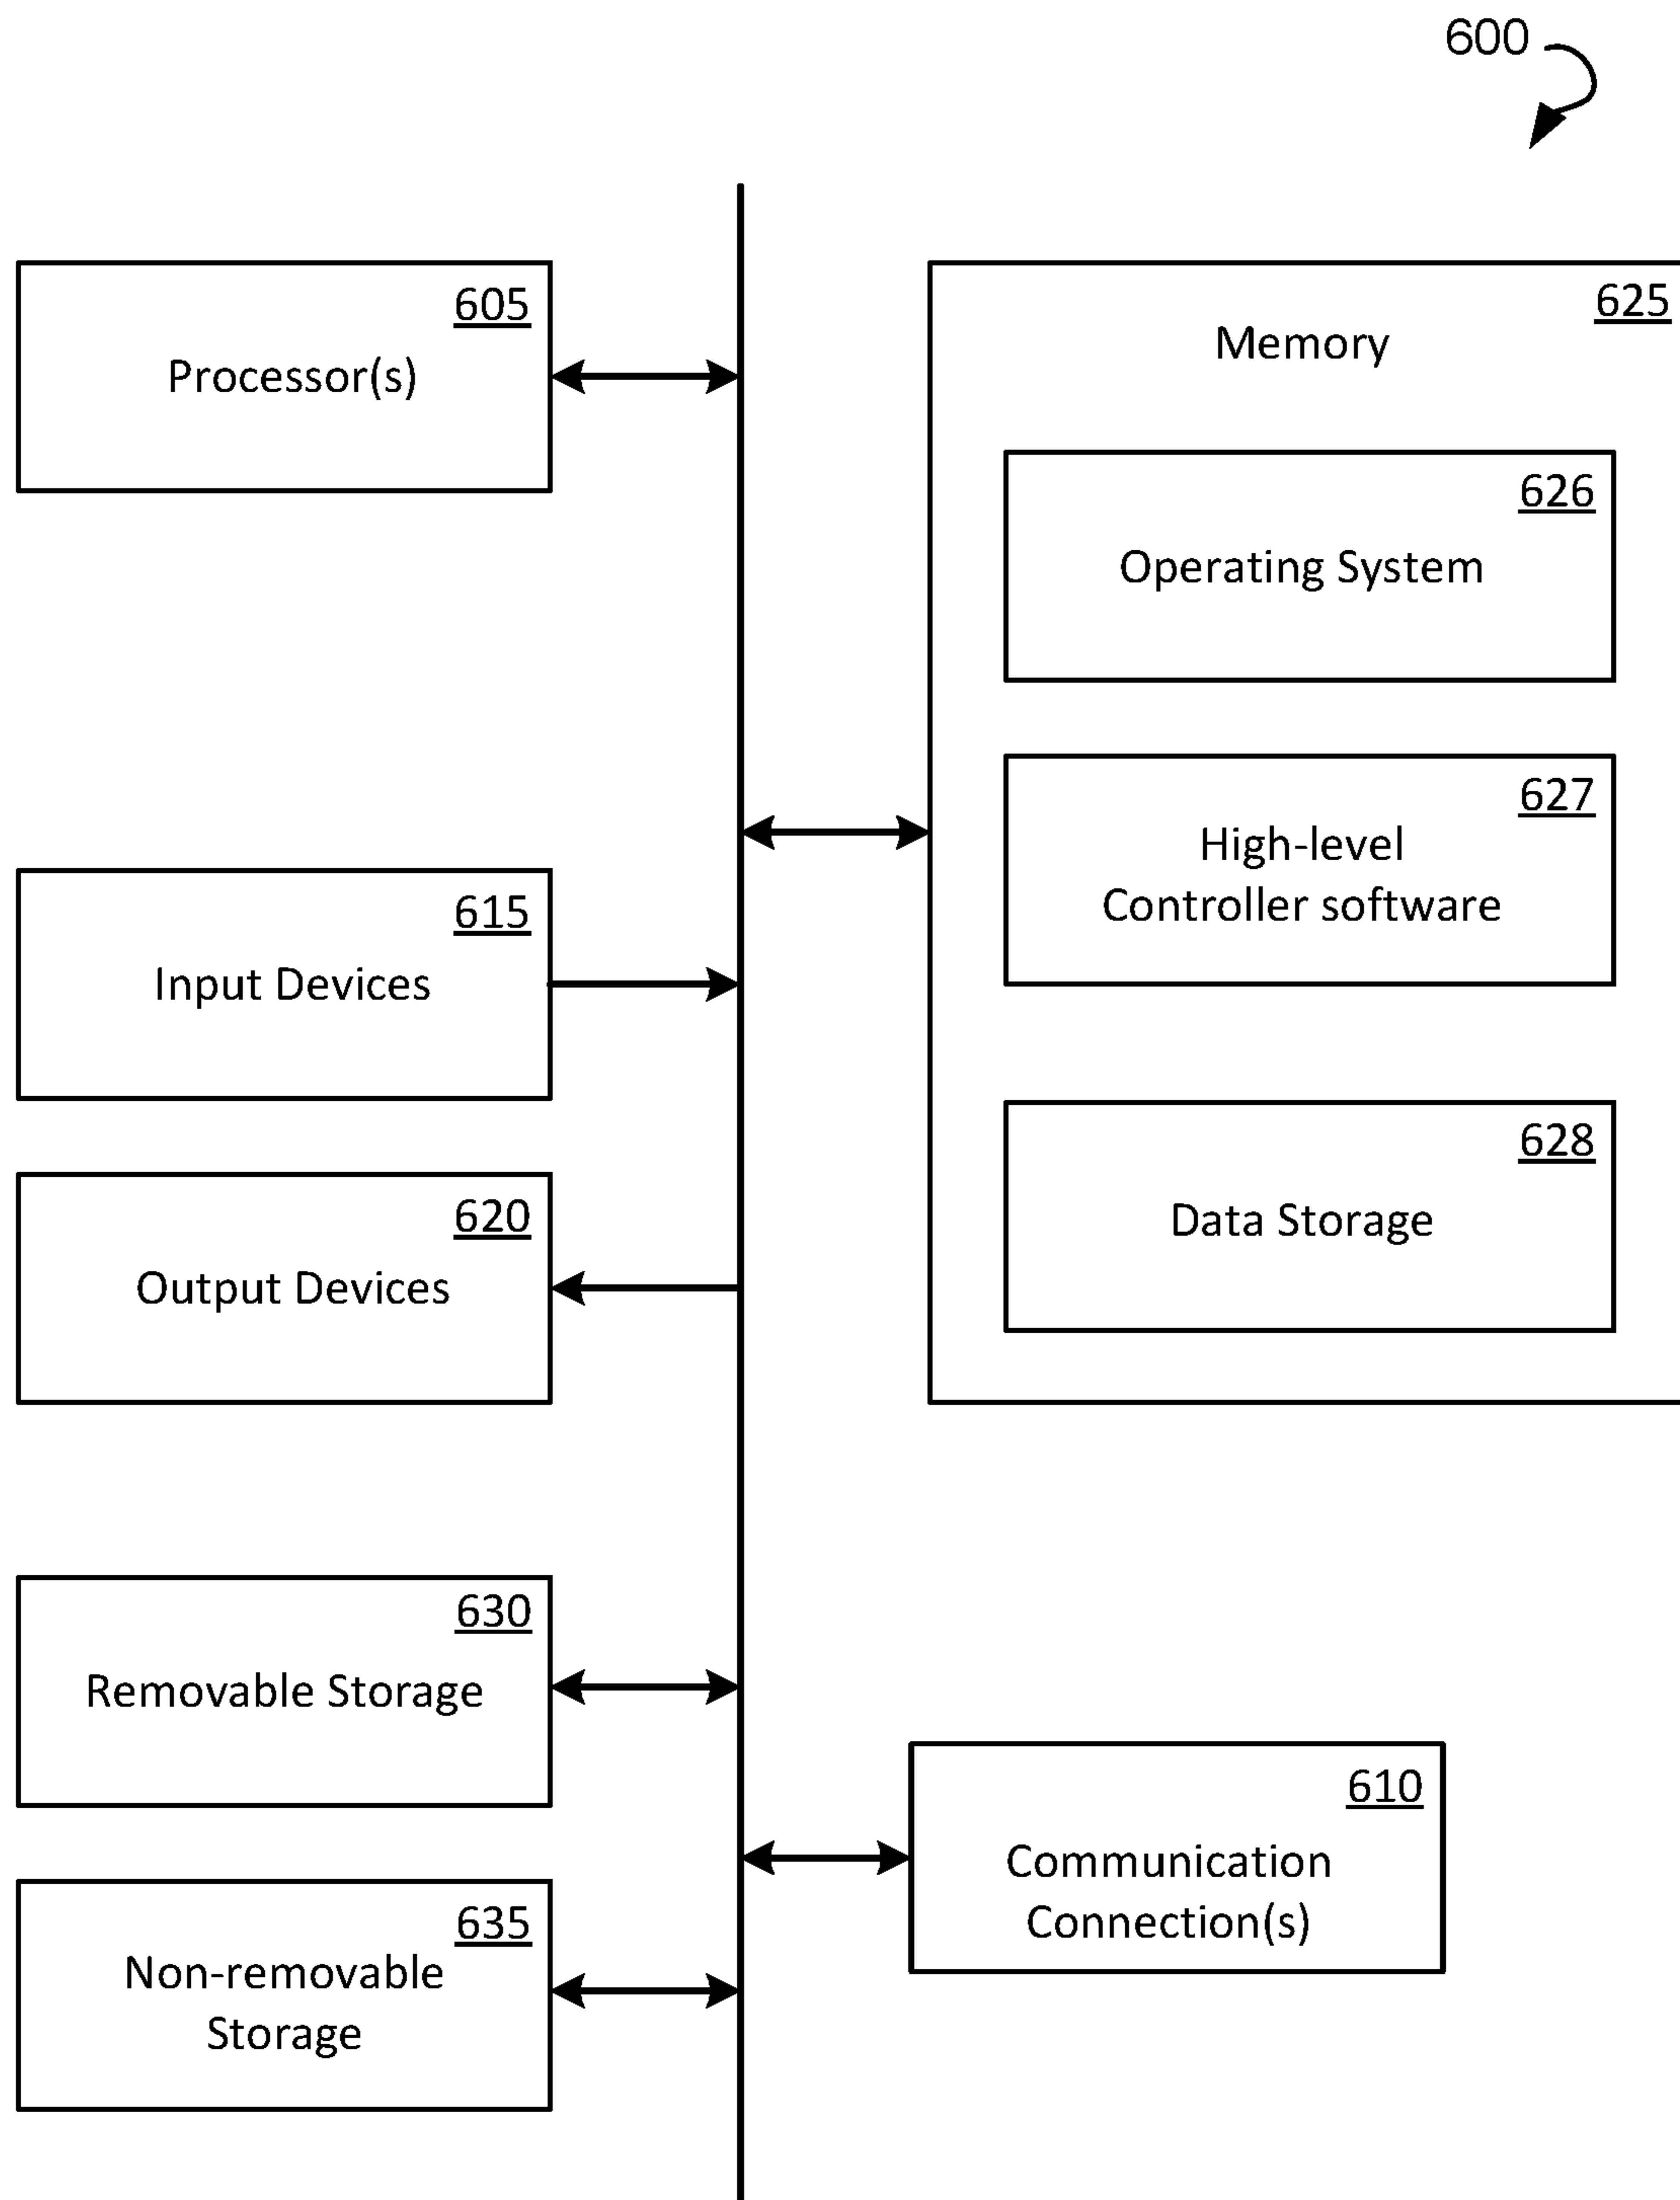 600
605
Processor(s)
625
Memory
626
Operating System
627
High-level
Controller software
628
Data Storage
615
Input Devices
620
Output Devices
630
Removable Storage
635
Non-removable
Storage
610
Communication
Connection(s)